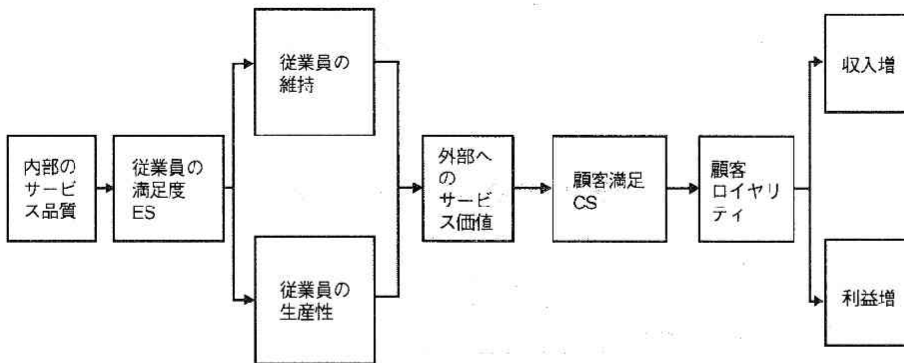 内部の
サービ
ス品質
従業員の
満足度
ES
従業員の
維持
従業員の
生産性
外部へ
の
サービ
ス価値
顧客満足
CS
顧客
ロイヤリ
ティ
収入増
利益増